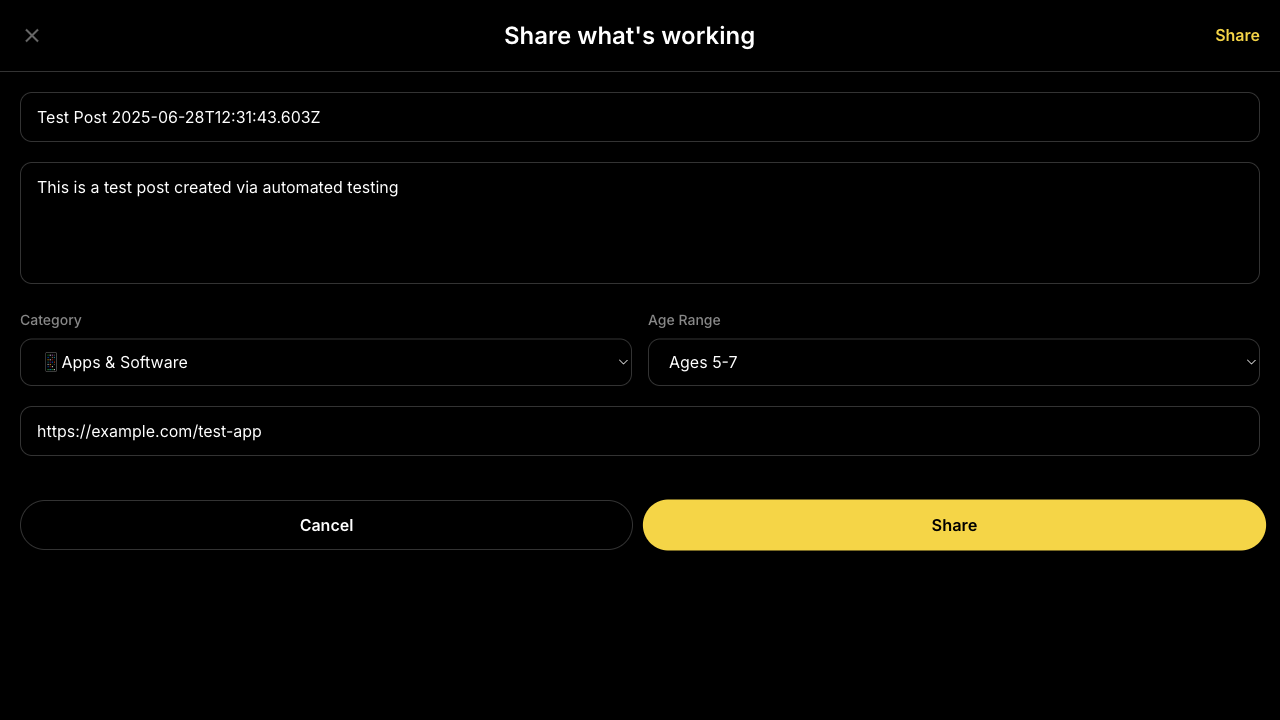 Share what's working
Share
Test Post 2025-06-28T12:31:43.603Z
This is a test post created via automated testing
Category
Age Range
📱Apps & Software
Ages 5-7
https://example.com/test-app
Cancel
Share